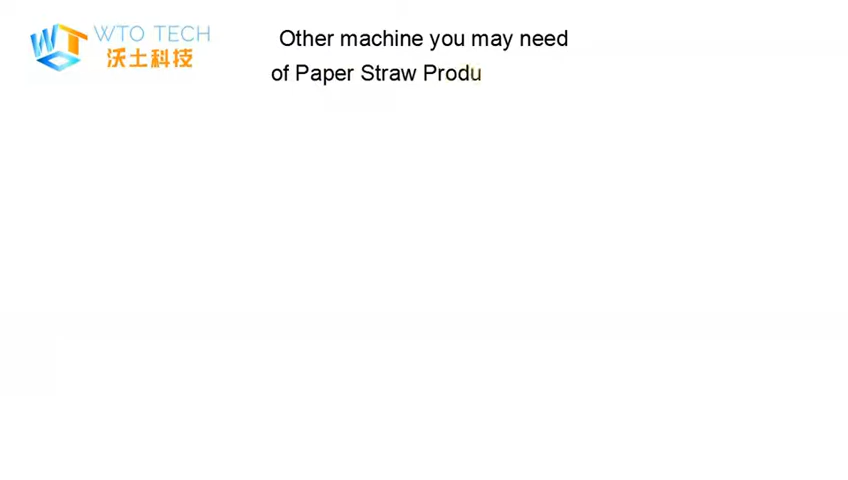 WTO TECH
沃土科技
Other machine you may need
of Paper Straw Produ